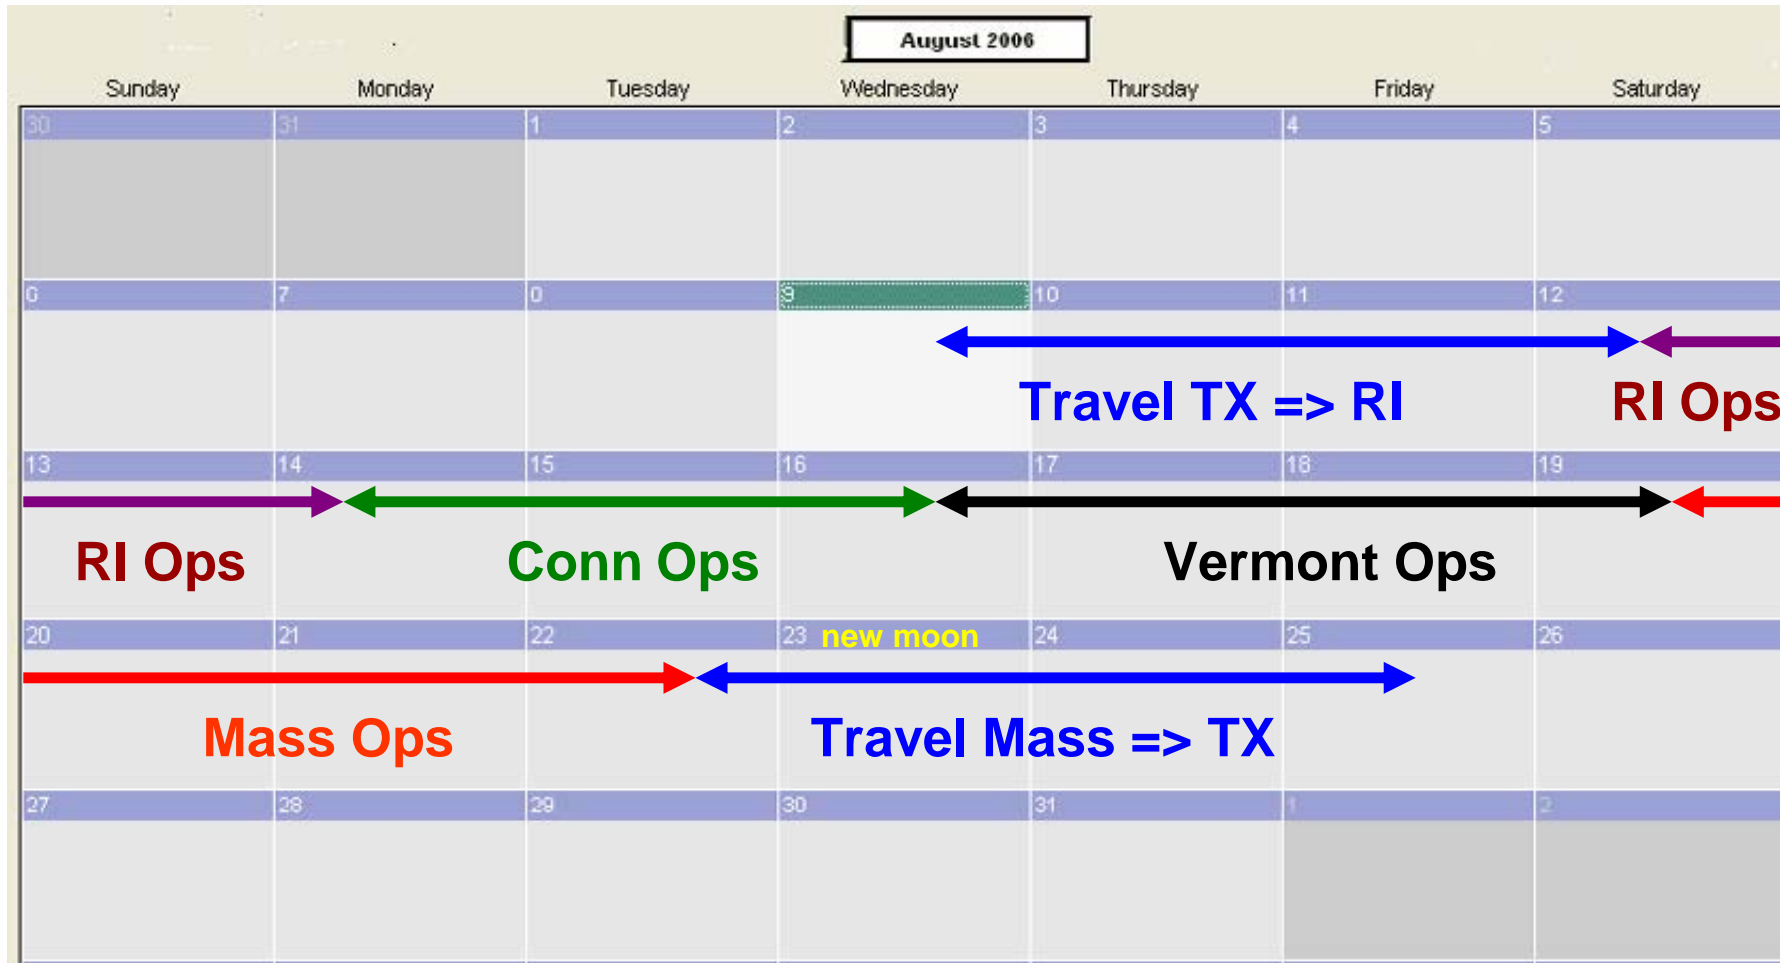 August 2006
Sunday Monday Tuesday Wednesday Thursday Friday Saturday
30 31 1 2 3 4 5
6 7 8 9 10 11 12
Travel TX => RI RI Ops
13 14 15 16 17 18 19
RI Ops Conn Ops Vermont Ops
20 21 22 23 new moon 24 25 26
Mass Ops Travel Mass => TX
27 28 29 30 31 1 2